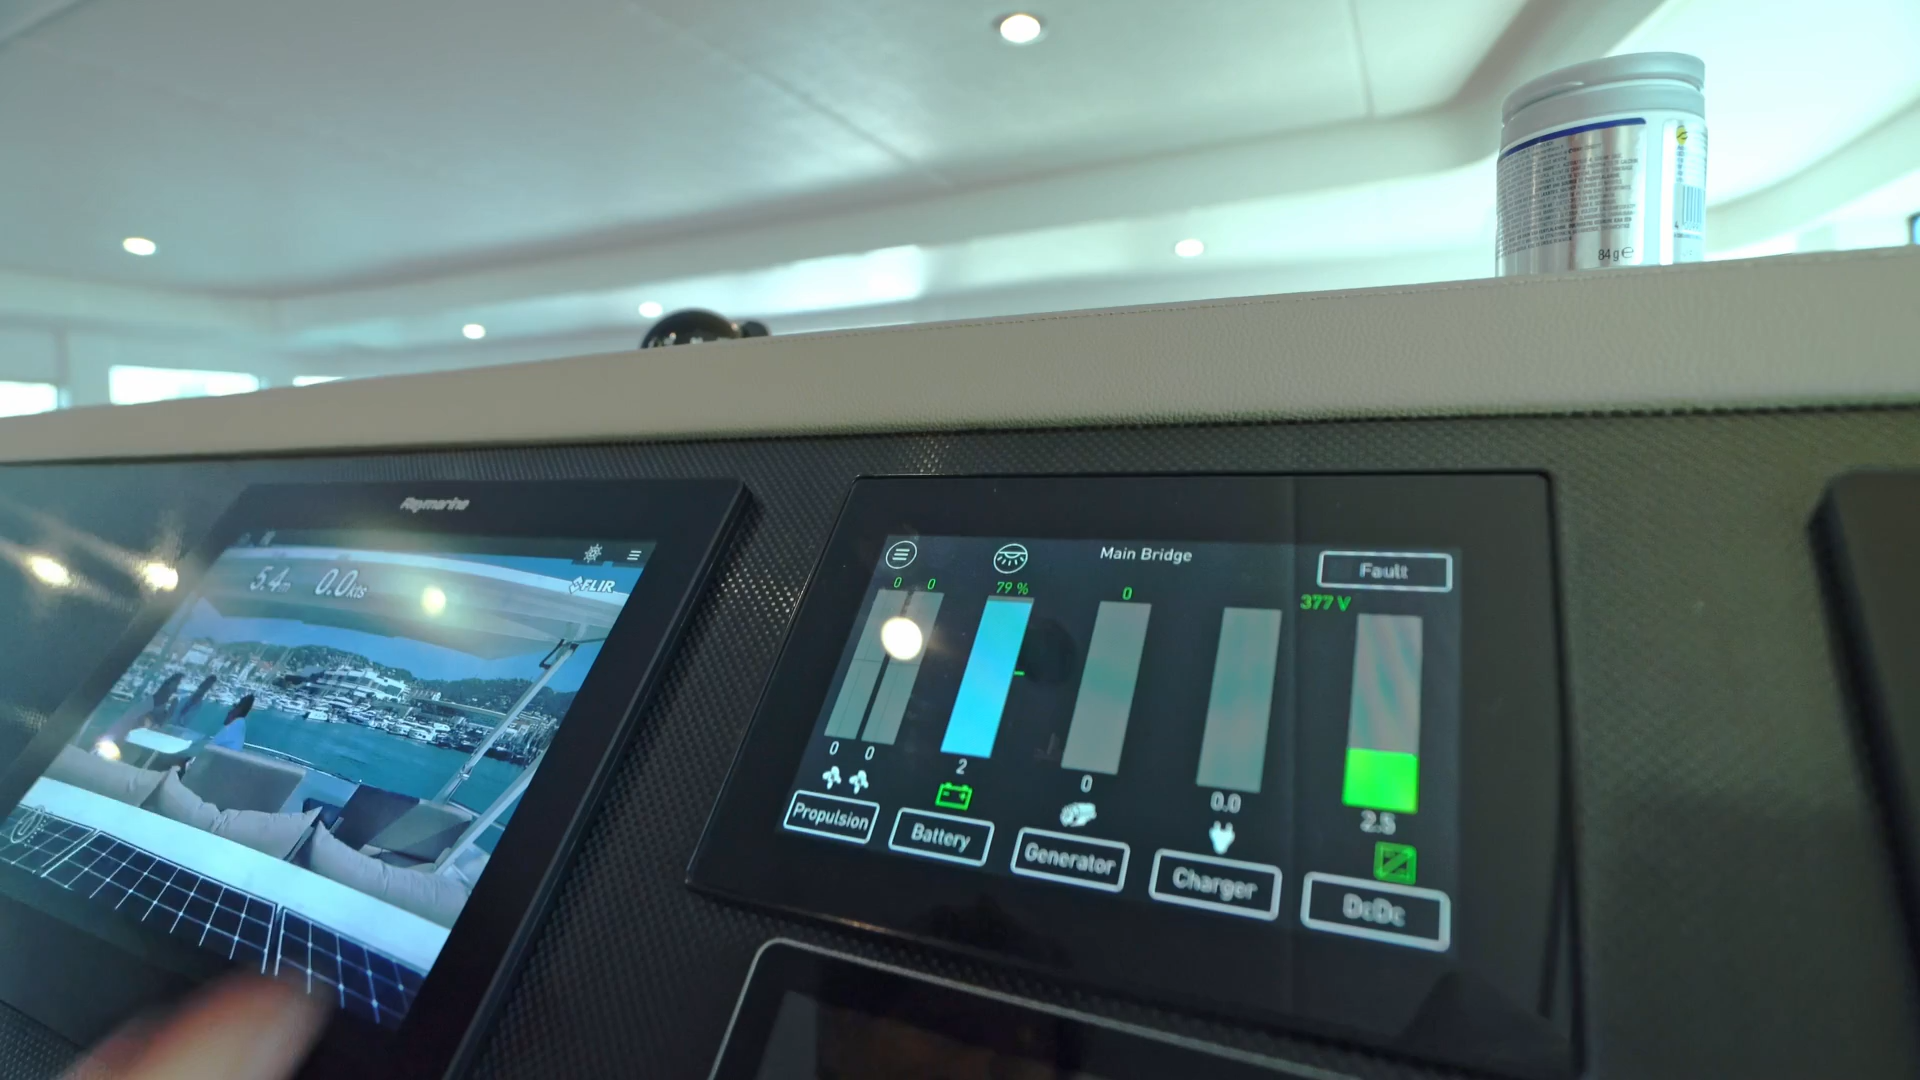 84g℮
Raymarine
5.4m 0.0kts
FLIR
Main Bridge
Fault
0 0 79 % 0 377 V
0 0 2 0 0.0 2.5
Propulsion Battery Generator Charger DcDc